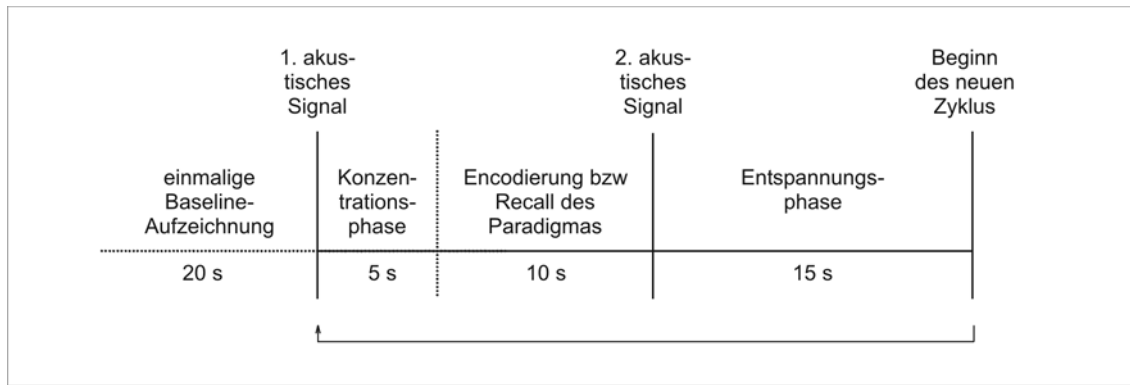 1. akus-
tisches
Signal
2. akus-
tisches
Signal
Beginn
des neuen
Zyklus
einmalige
Baseline-
Aufzeichnung
Konzen-
trations-
phase
Encodierung bzw
Recall des
Paradigmas
Entspannungs-
phase
20 s
5 s
10 s
15 s